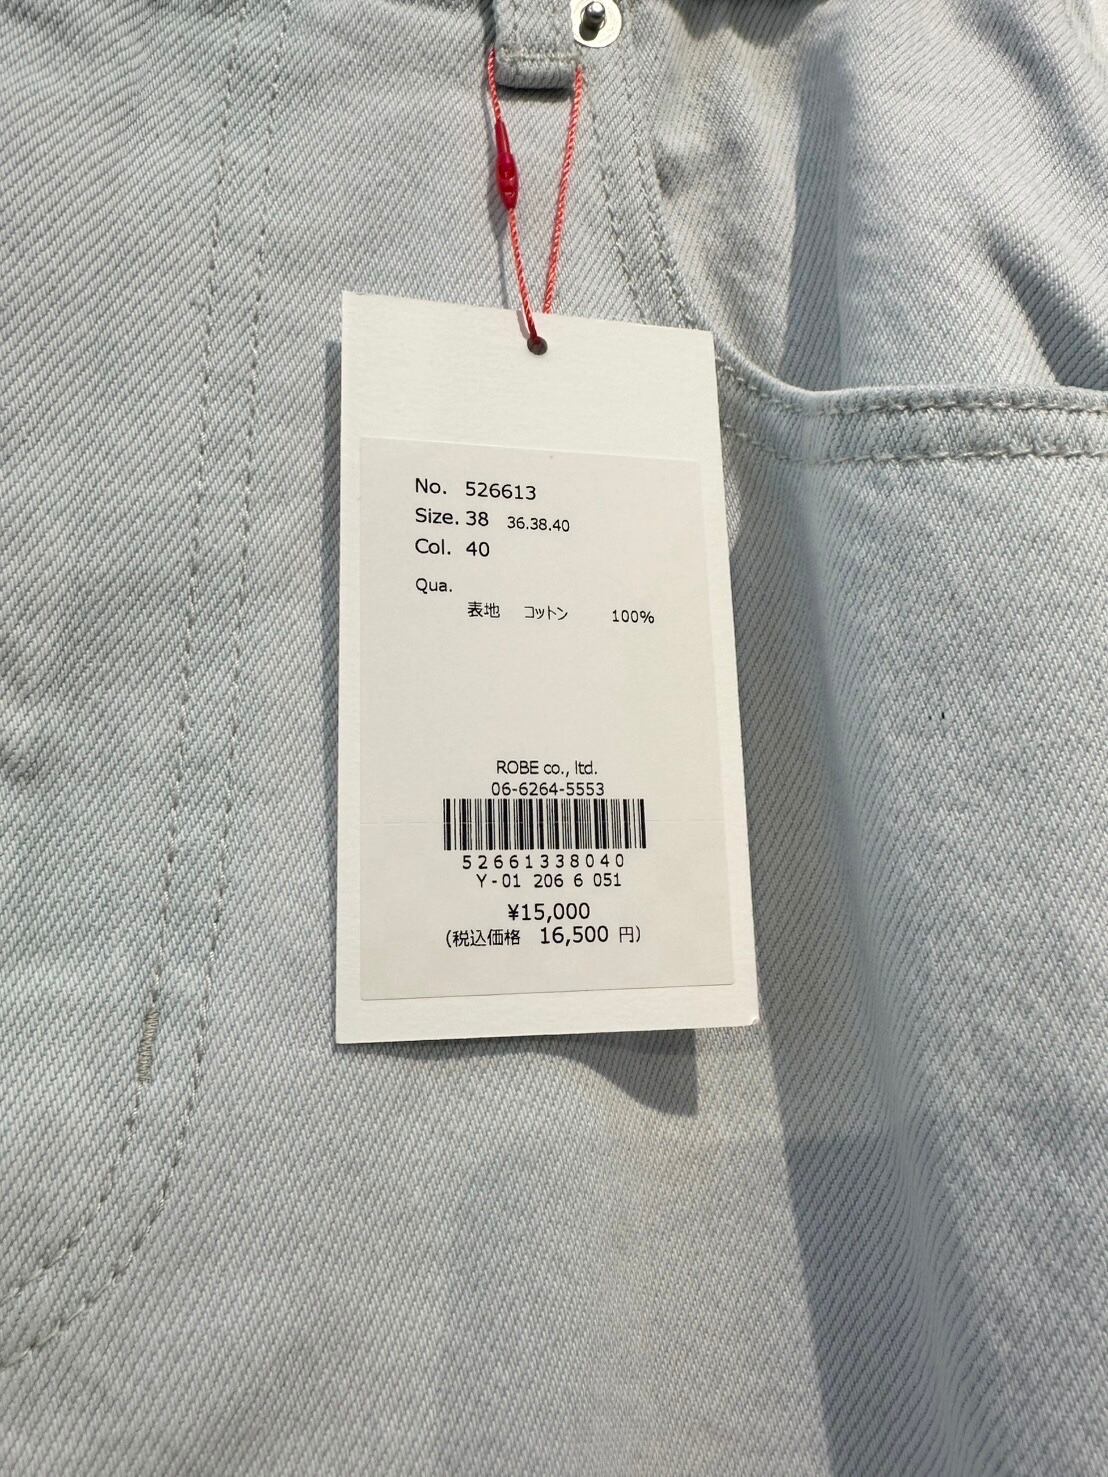 No. 526613
Size. 38 36.38.40
Col. 40
Qua.
表地 コットン 100%
ROBE co., ltd.
06-6264-5553
52661338040
Y-01 206 6 051
¥15,000
(税込価格 16,500 円)